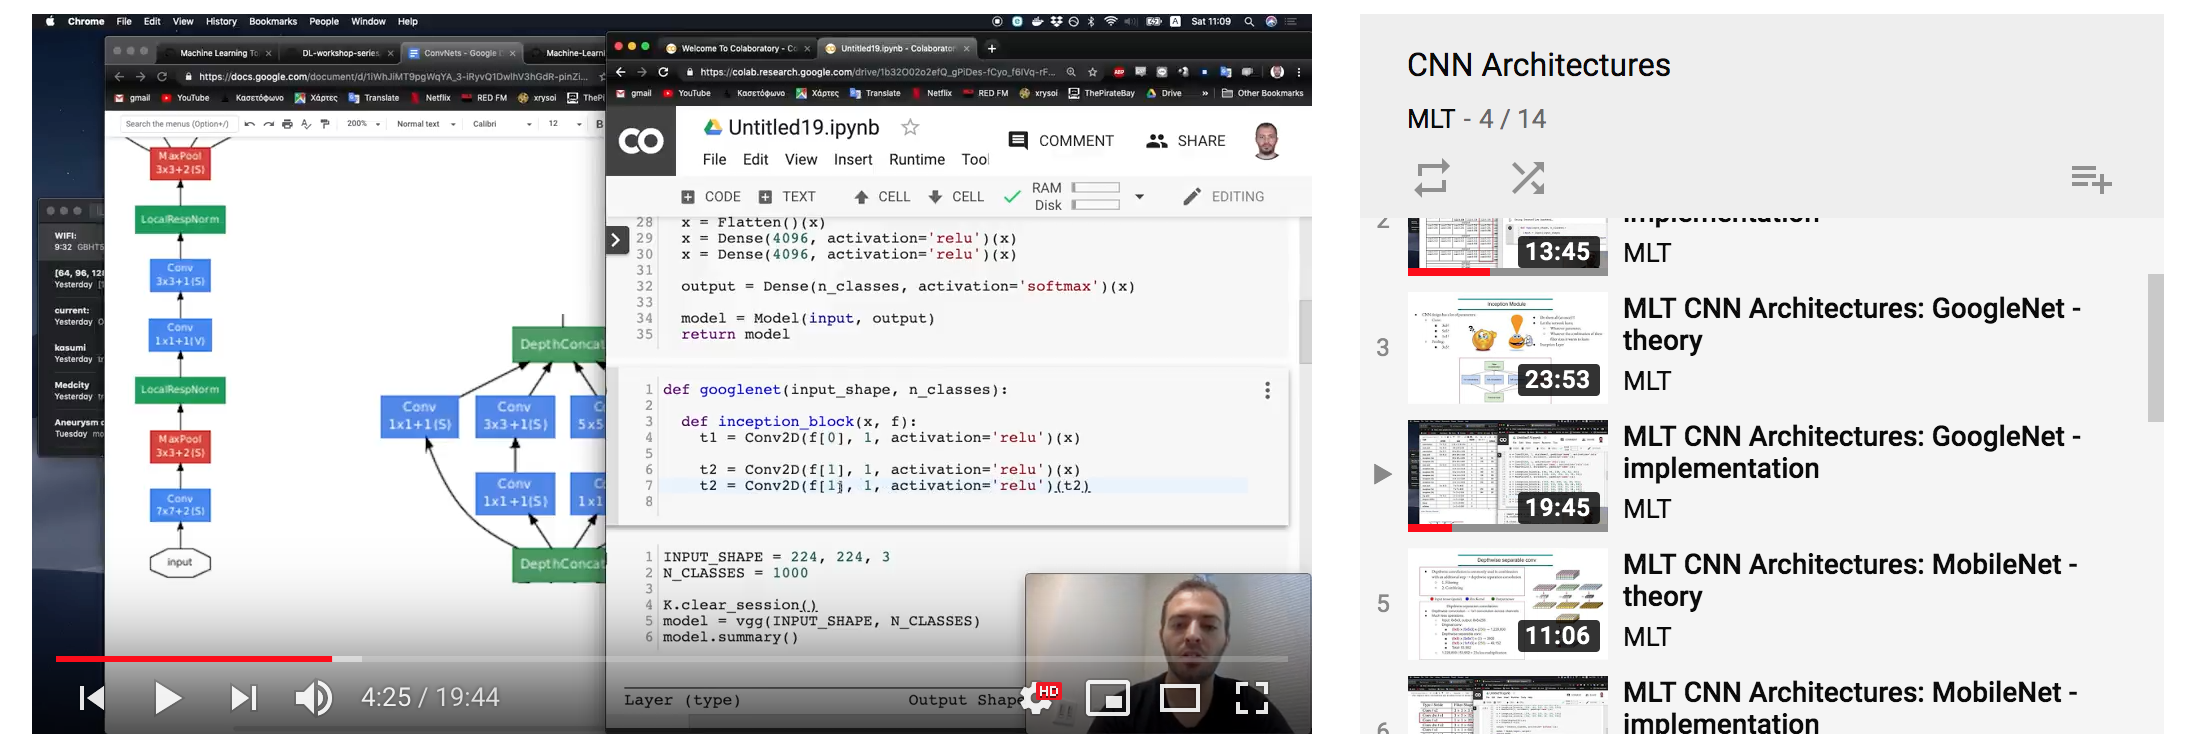 Chrome File Edit View History Bookmarks People Window Help
Sat 11:09
Machine Learning To
DL-workshop-series
ConvNets - Google
Machine-Learni
https://docs.google.com/document/d/1iWhJiMT9pgWqYA_3-iRyvQ1DwlhV3hGdR-pinZi...
gmail YouTube Κασετόφωνο Χάρτες Translate Netflix RED FM xrysoi ThePi
Search the menus (Option+/)
200% Normal text Calibri 12 B
WIFI:
9:32 GBHT5
[64, 96, 128
Yesterday
current:
Yesterday
kasumi
Yesterday
Medcity
Yesterday
Aneurysm
Tuesday
MaxPool
3x3+2(S)
LocalRespNorm
Conv
3x3+1(S)
Conv
1x1+1(V)
LocalRespNorm
MaxPool
3x3+2(S)
Conv
7x7+2(S)
input
DepthConcat
Conv
1x1+1(S)
Conv
3x3+1(S)
C
5x5
Conv
1x1+1(S)
Con
1x1
DepthConcat
Welcome To Colaboratory - Co
Untitled19.ipynb - Colaborator
https://colab.research.google.com/drive/1b32O02o2efQ_gPiDes-fCyo_f6IVq-rF...
gmail YouTube Κασετόφωνο Χάρτες Translate Netflix RED FM xrysoi ThePirateBay Drive » Other Bookmarks
CO
Untitled19.ipynb
COMMENT SHARE
File Edit View Insert Runtime Tool
CODE TEXT CELL CELL
RAM
Disk
EDITING
28 x = Flatten()(x)
29 x = Dense(4096, activation='relu')(x)
30 x = Dense(4096, activation='relu')(x)
31
32 output = Dense(n_classes, activation='softmax')(x)
33
34 model = Model(input, output)
35 return model
1 def googlenet(input_shape, n_classes):
2
3 def inception_block(x, f):
4 t1 = Conv2D(f[0], 1, activation='relu')(x)
5
6 t2 = Conv2D(f[1], 1, activation='relu')(x)
7 t2 = Conv2D(f[1], 1, activation='relu')(t2)
8
1 INPUT_SHAPE = 224, 224, 3
2 N_CLASSES = 1000
3
4 K.clear_session()
5 model = vgg(INPUT_SHAPE, N_CLASSES)
6 model.summary()
Layer (type) Output Shape
4:25 / 19:44
HD
CNN Architectures
MLT - 4 / 14
2
implementation
MLT
13:45
3
Inception Module
23:53
MLT CNN Architectures: GoogleNet -
theory
MLT
19:45
MLT CNN Architectures: GoogleNet -
implementation
MLT
5
Depthwise separable conv
11:06
MLT CNN Architectures: MobileNet -
theory
MLT
6
MLT CNN Architectures: MobileNet -
implementation